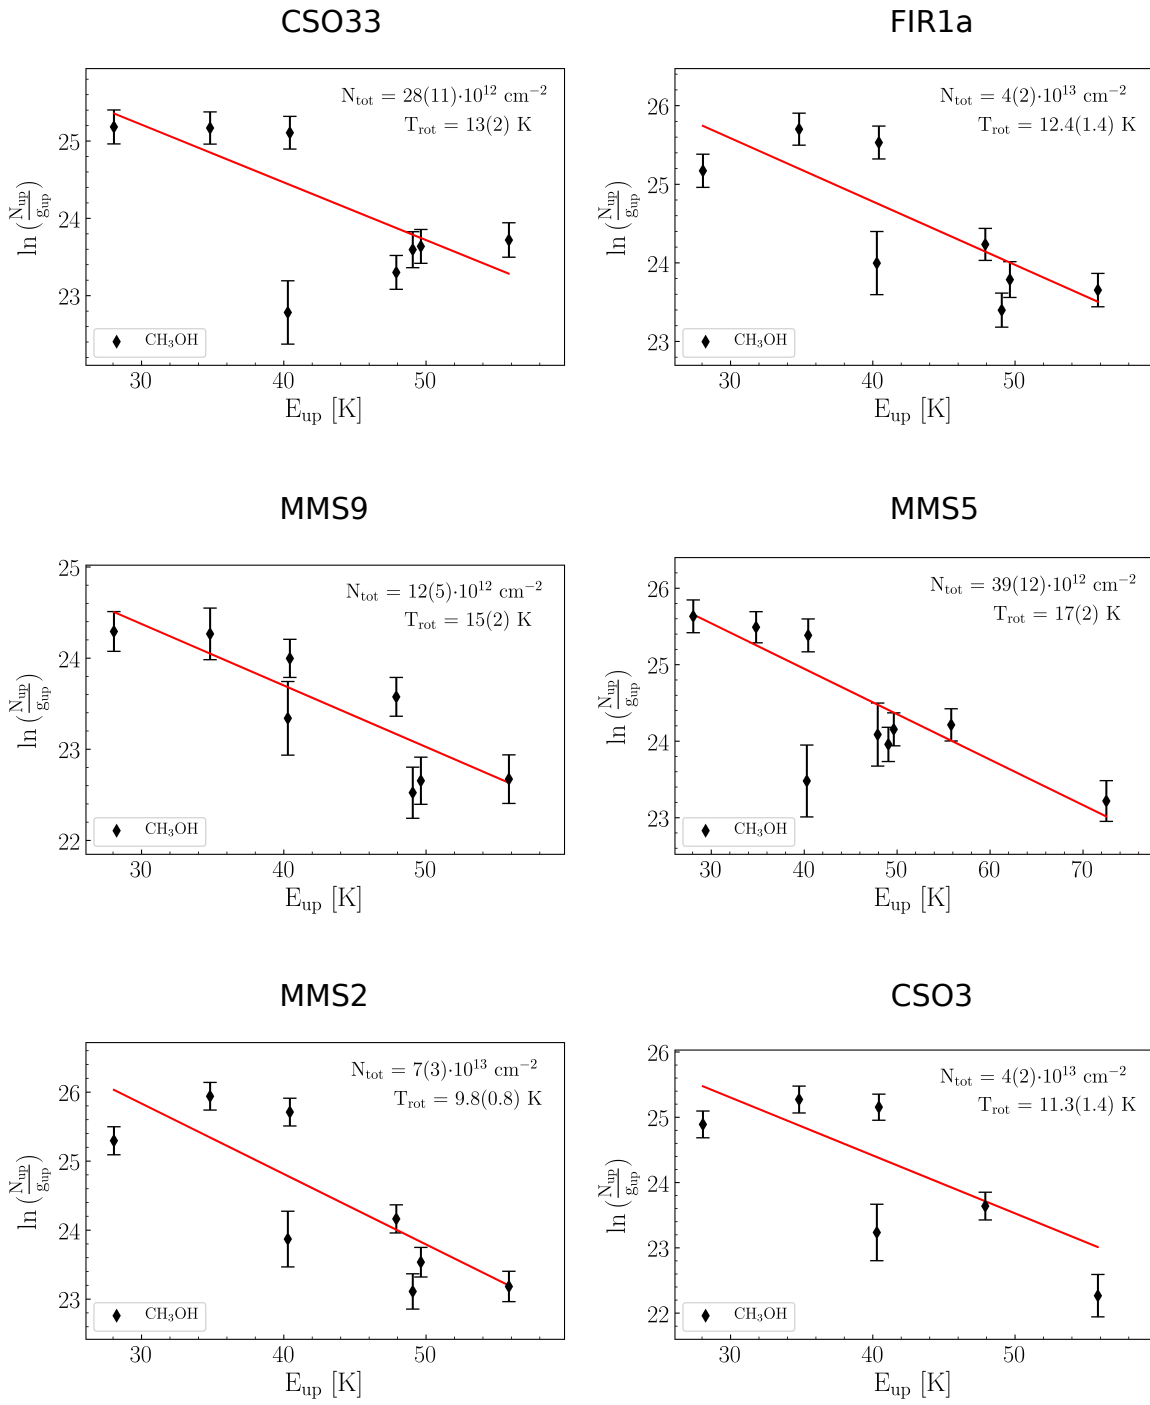 CSO33
N_tot = 28(11)·10^12 cm^−2
T_rot = 13(2) K
25
24
23
ln (N_up/g_up)
CH₃OH
30 40 50
E_up [K]
FIR1a
N_tot = 4(2)·10^13 cm^−2
T_rot = 12.4(1.4) K
26
25
24
23
ln (N_up/g_up)
CH₃OH
30 40 50
E_up [K]
MMS9
N_tot = 12(5)·10^12 cm^−2
T_rot = 15(2) K
25
24
23
22
ln (N_up/g_up)
CH₃OH
30 40 50
E_up [K]
MMS5
N_tot = 39(12)·10^12 cm^−2
T_rot = 17(2) K
26
25
24
23
ln (N_up/g_up)
CH₃OH
30 40 50 60 70
E_up [K]
MMS2
N_tot = 7(3)·10^13 cm^−2
T_rot = 9.8(0.8) K
26
25
24
23
ln (N_up/g_up)
CH₃OH
30 40 50
E_up [K]
CSO3
N_tot = 4(2)·10^13 cm^−2
T_rot = 11.3(1.4) K
26
25
24
23
22
ln (N_up/g_up)
CH₃OH
30 40 50
E_up [K]